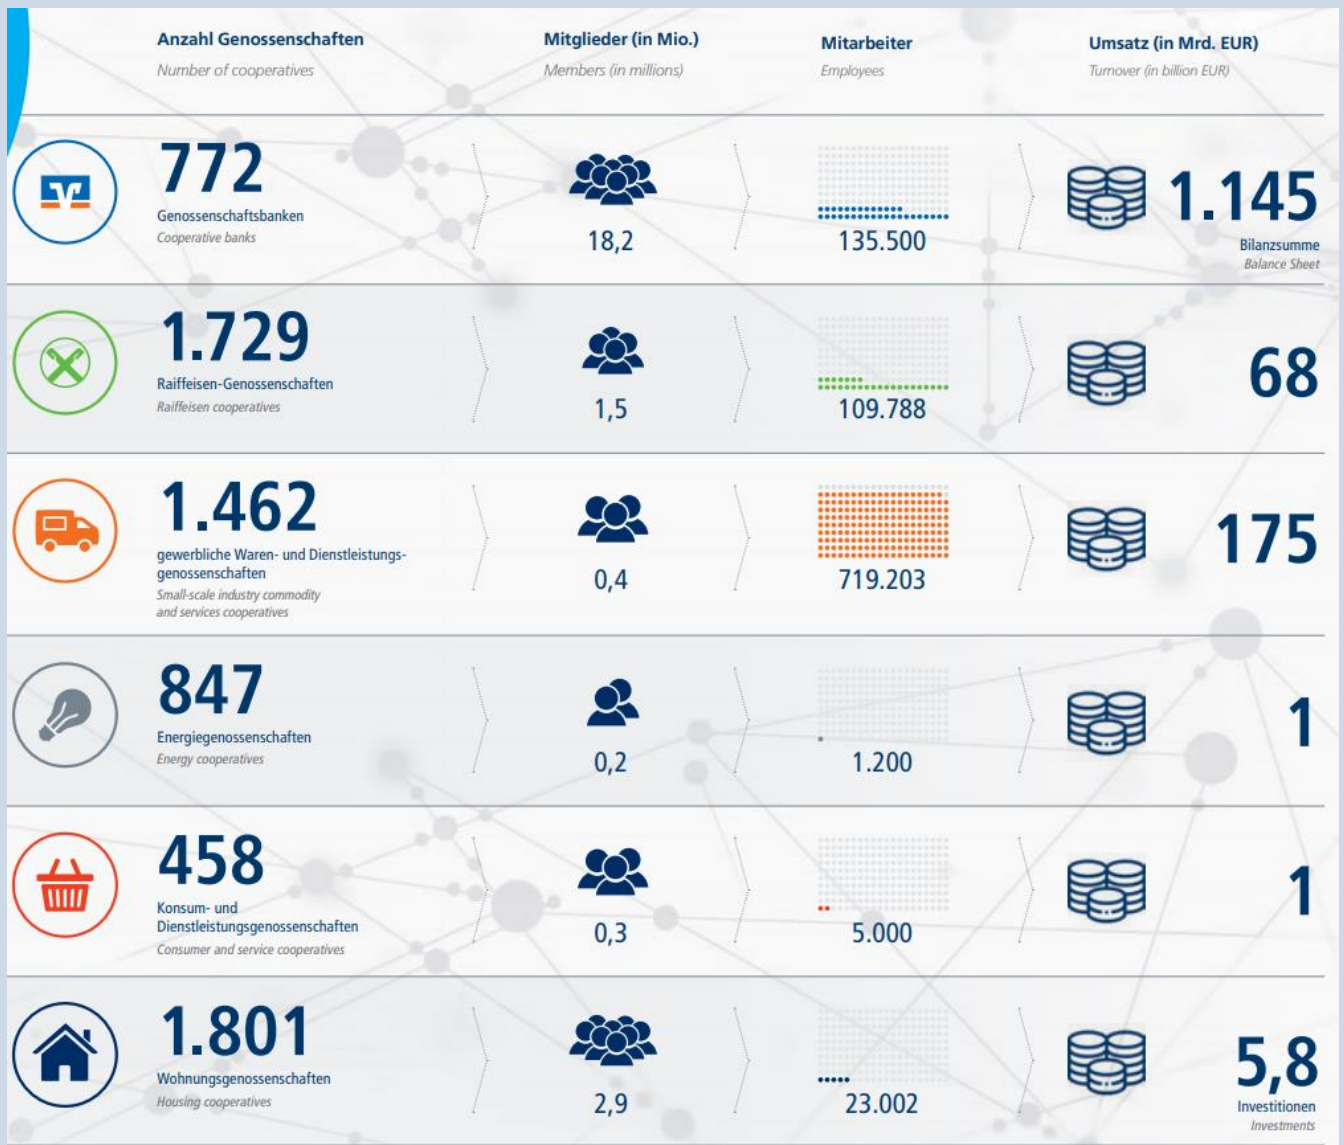 Anzahl Genossenschaften
Number of cooperatives
Mitglieder (in Mio.)
Members (in millions)
Mitarbeiter
Employees
Umsatz (in Mrd. EUR)
Turnover (in billion EUR)
772
Genossenschaftsbanken
Cooperative banks
18,2
135.500
1.145
Bilanzsumme
Balance Sheet
1.729
Raiffeisen-Genossenschaften
Raiffeisen cooperatives
1,5
109.788
68
1.462
gewerbliche Waren- und Dienstleistungs-
genossenschaften
Small-scale industry commodity
and services cooperatives
0,4
719.203
175
847
Energiegenossenschaften
Energy cooperatives
0,2
1.200
1
458
Konsum- und
Dienstleistungsgenossenschaften
Consumer and service cooperatives
0,3
5.000
1
1.801
Wohnungsgenossenschaften
Housing cooperatives
2,9
23.002
5,8
Investitionen
Investments